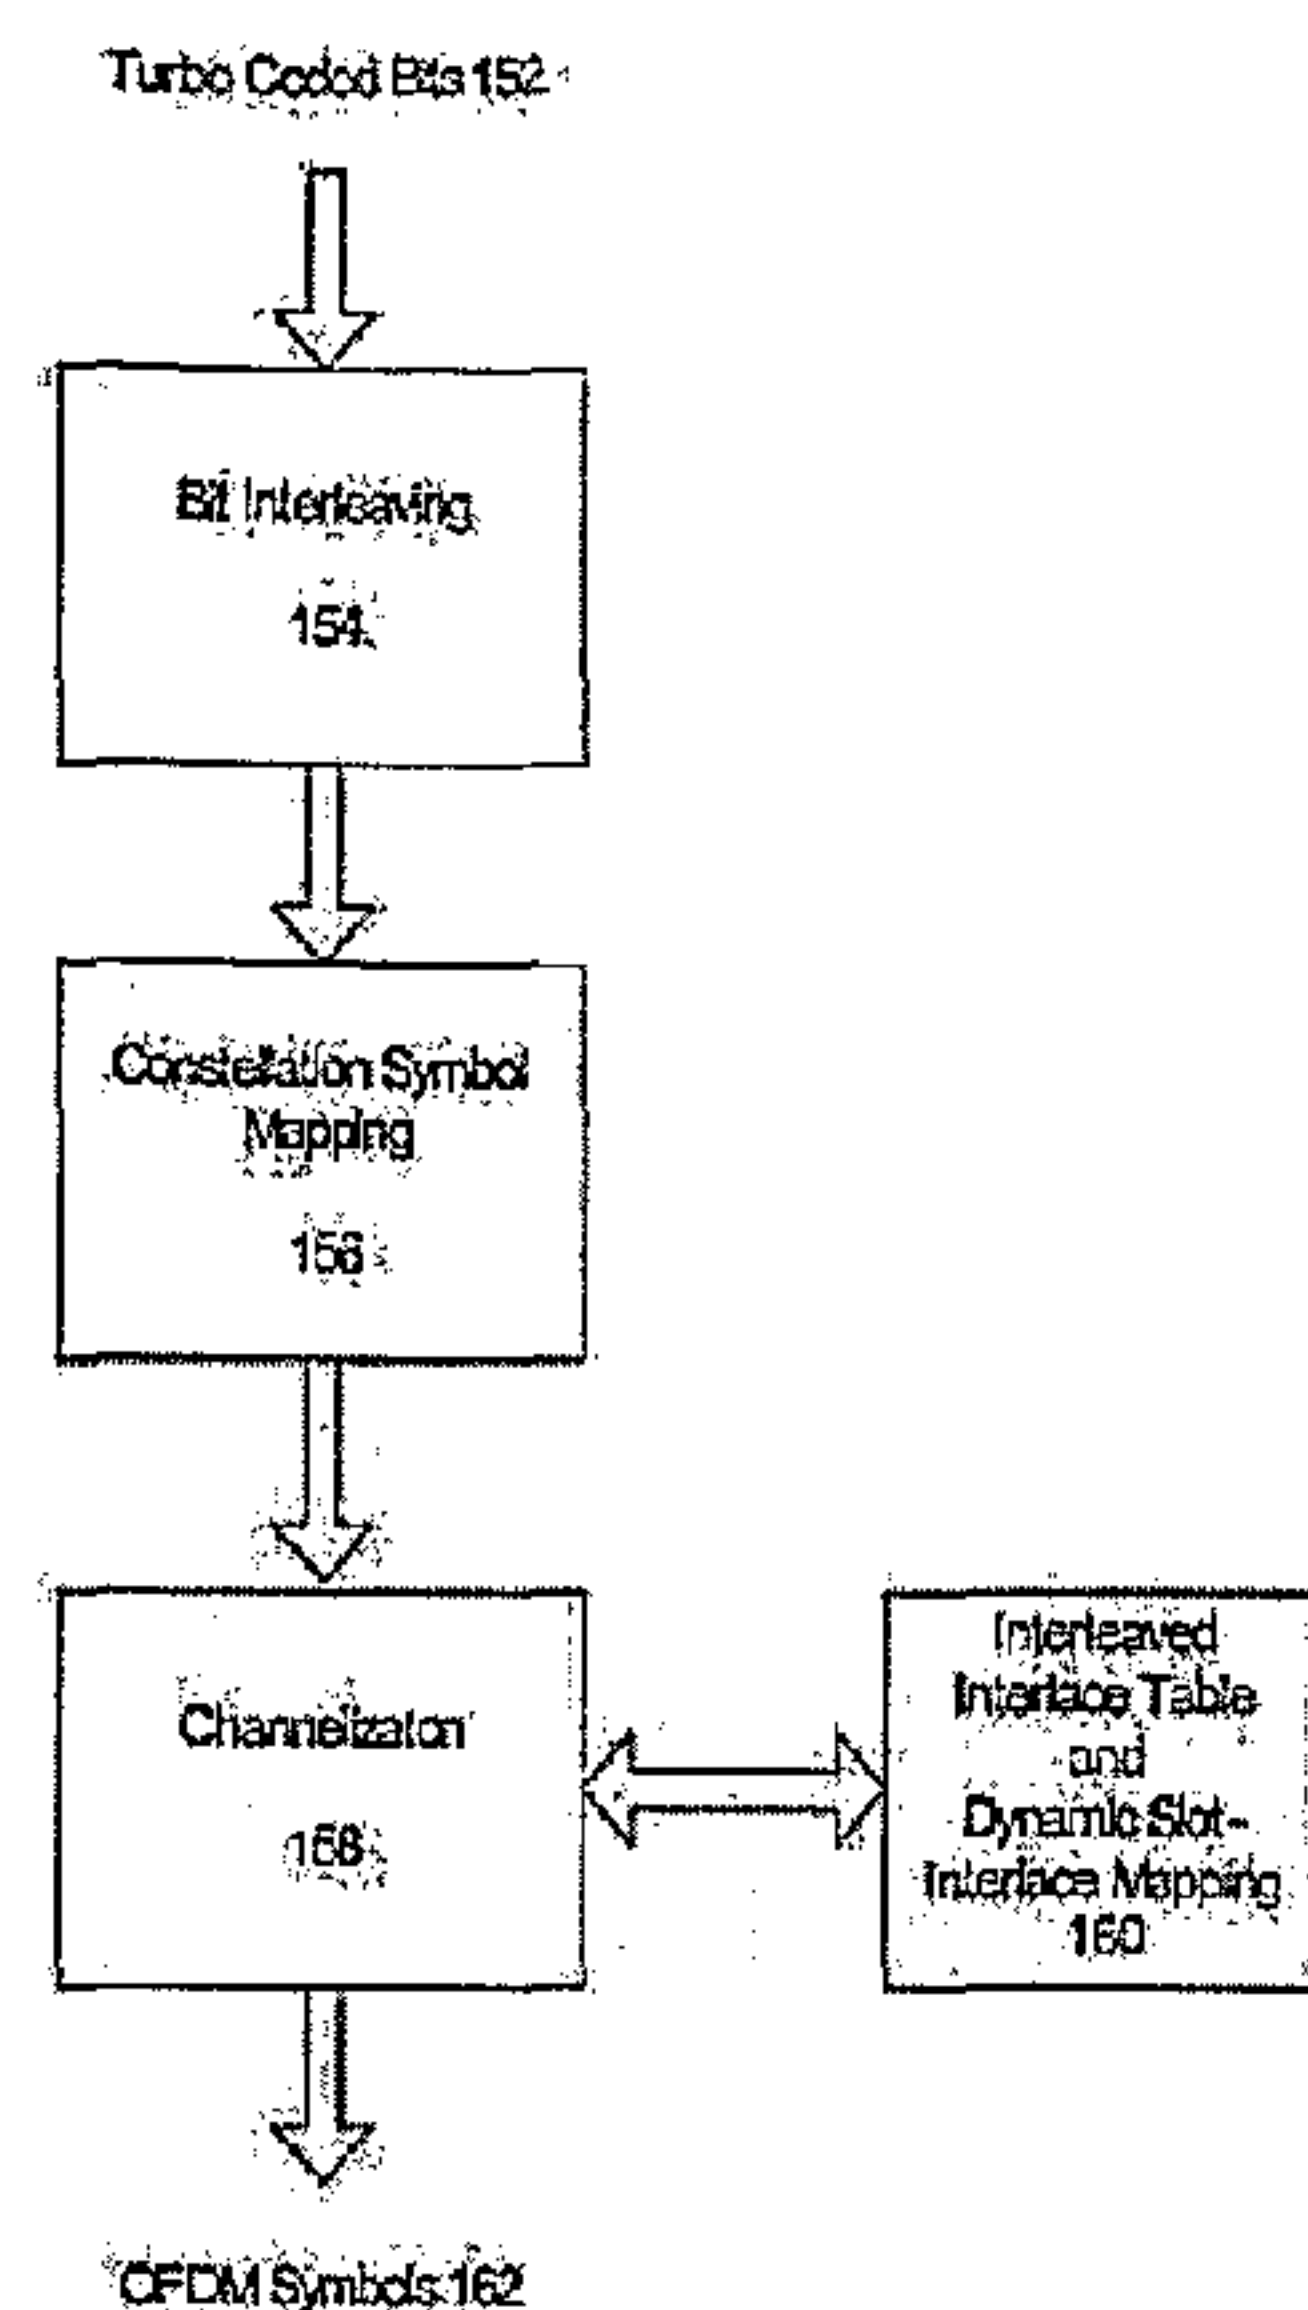 Turbo Coded Bits 152
Bit Interleaving
154
Constellation Symbol
Mapping
156
Channelization
158
Interleaved
Interlace Table
and
Dynamic Slot-
Interlace Mapping
160
OFDM Symbols 162